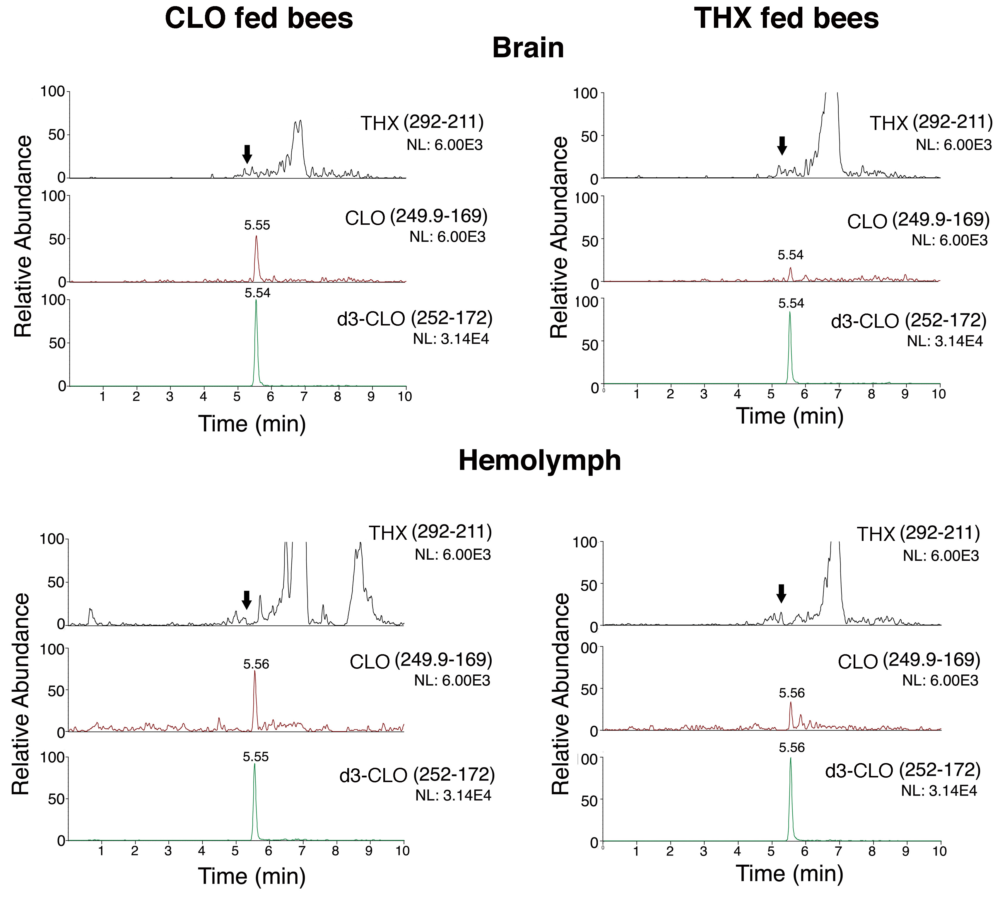 CLO fed bees
THX fed bees
Brain
Relative Abundance
100
50
0
THX (292-211)
NL: 6.00E3
100
50
0
5.55
CLO (249.9-169)
NL: 6.00E3
100
50
0
5.54
d3-CLO (252-172)
NL: 3.14E4
1 2 3 4 5 6 7 8 9 10
Time (min)
Relative Abundance
100
50
0
THX (292-211)
NL: 6.00E3
100
50
0
5.54
CLO (249.9-169)
NL: 6.00E3
100
50
0
5.54
d3-CLO (252-172)
NL: 3.14E4
0 1 2 3 4 5 6 7 8 9 10
Time (min)
Hemolymph
Relative Abundance
100
50
0
THX (292-211)
NL: 6.00E3
100
50
0
5.56
CLO (249.9-169)
NL: 6.00E3
100
50
0
5.55
d3-CLO (252-172)
NL: 3.14E4
1 2 3 4 5 6 7 8 9 10
Time (min)
Relative Abundance
100
50
0
THX (292-211)
NL: 6.00E3
00
50
0
5.56
CLO (249.9-169)
NL: 6.00E3
100
50
0
5.56
d3-CLO (252-172)
NL: 3.14E4
0 1 2 3 4 5 6 7 8 9 10
Time (min)